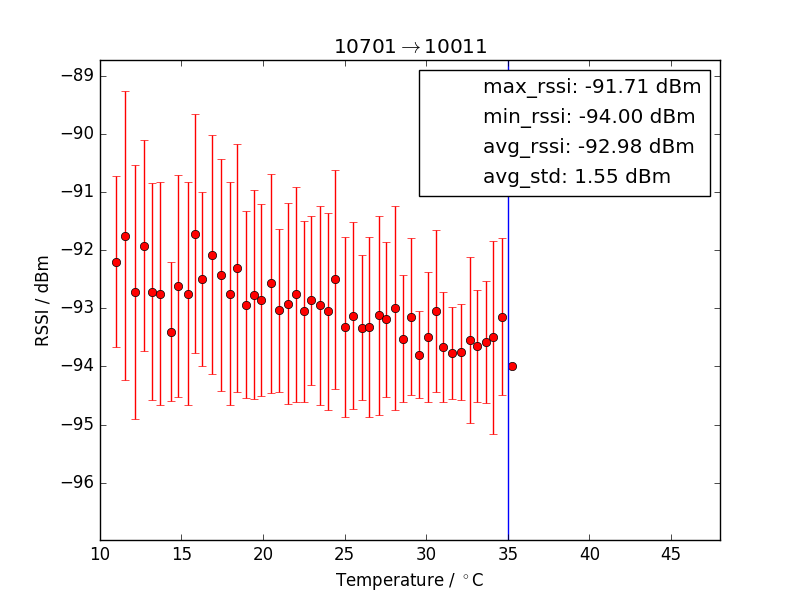 10701→10011
max_rssi: -91.71 dBm
min_rssi: -94.00 dBm
avg_rssi: -92.98 dBm
avg_std: 1.55 dBm
−89
−90
−91
−92
−93
−94
−95
−96
RSSI / dBm
10 15 20 25 30 35 40 45
Temperature / °C